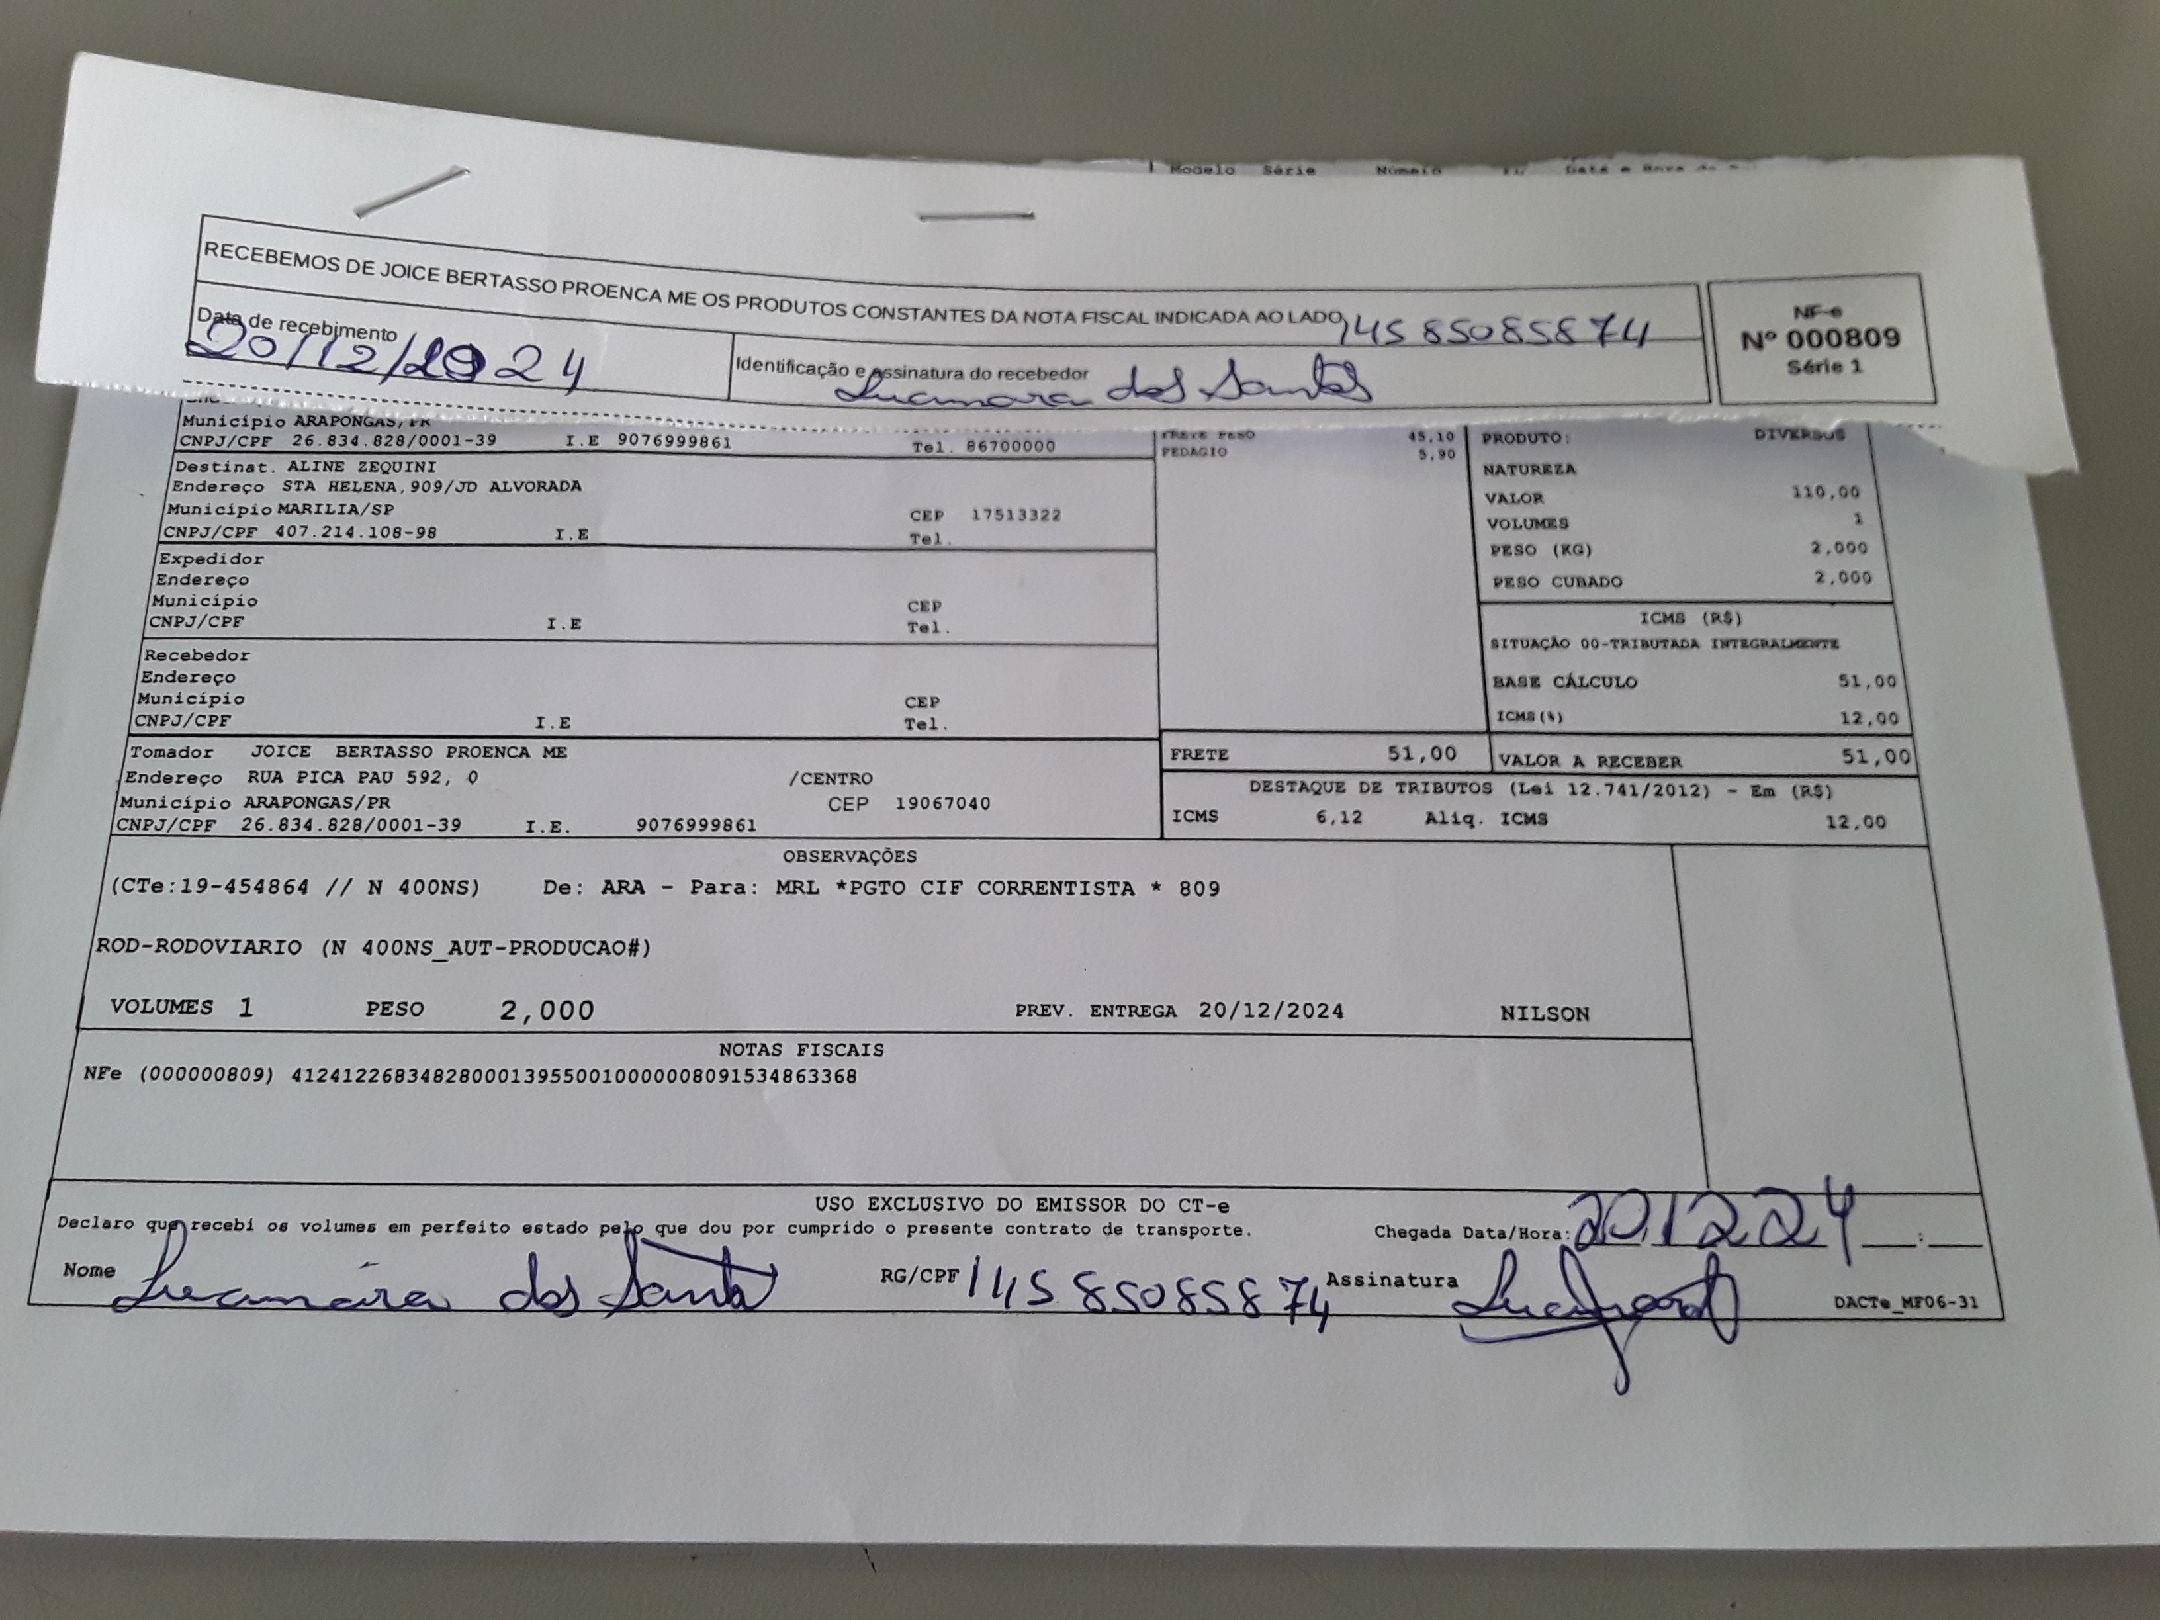 Modelo Série Número
RECEBEMOS DE JOICE BERTASSO PROENCA ME OS PRODUTOS CONSTANTES DA NOTA FISCAL INDICADA AO LADO
14585085874
NF-e
Nº 000809
Série 1
Data de recebimento
20/12/2024
Identificação e assinatura do recebedor
Lucimara dos Santos
Município ARAPONGAS/PR
CNPJ/CPF 26.834.828/0001-39 I.E 9076999861 Tel. 86700000
Destinat. ALINE ZEQUINI
Endereço STA HELENA,909/JD ALVORADA
Município MARILIA/SP CEP 17513322
CNPJ/CPF 407.214.108-98 I.E Tel.
Expedidor
Endereço
Município CEP
CNPJ/CPF I.E Tel.
Recebedor
Endereço
Município CEP
CNPJ/CPF I.E Tel.
Tomador JOICE BERTASSO PROENCA ME
Endereço RUA PICA PAU 592, 0 /CENTRO
Município ARAPONGAS/PR CEP 19067040
CNPJ/CPF 26.834.828/0001-39 I.E. 9076999861
FRETE PESO 45,10
PEDAGIO 5,90
PRODUTO: DIVERSOS
NATUREZA
VALOR 110,00
VOLUMES 1
PESO (KG) 2,000
PESO CUBADO 2,000
ICMS (R$)
SITUAÇÃO 00-TRIBUTADA INTEGRALMENTE
BASE CÁLCULO 51,00
ICMS(%) 12,00
FRETE 51,00 VALOR A RECEBER 51,00
DESTAQUE DE TRIBUTOS (Lei 12.741/2012) - Em (R$)
ICMS 6,12 Aliq. ICMS 12,00
OBSERVAÇÕES
(CTe:19-454864 // N 400NS) De: ARA - Para: MRL *PGTO CIF CORRENTISTA * 809
ROD-RODOVIARIO (N 400NS_AUT-PRODUCAO#)
VOLUMES 1 PESO 2,000 PREV. ENTREGA 20/12/2024 NILSON
NOTAS FISCAIS
NFe (000000809) 41241226834828000139550010000008091534863368
USO EXCLUSIVO DO EMISSOR DO CT-e
Declaro que recebi os volumes em perfeito estado pelo que dou por cumprido o presente contrato de transporte. Chegada Data/Hora: 20 12 24 __:__
Nome Lucimára dos Santos RG/CPF 14585085874 Assinatura
DACTe_MF06-31